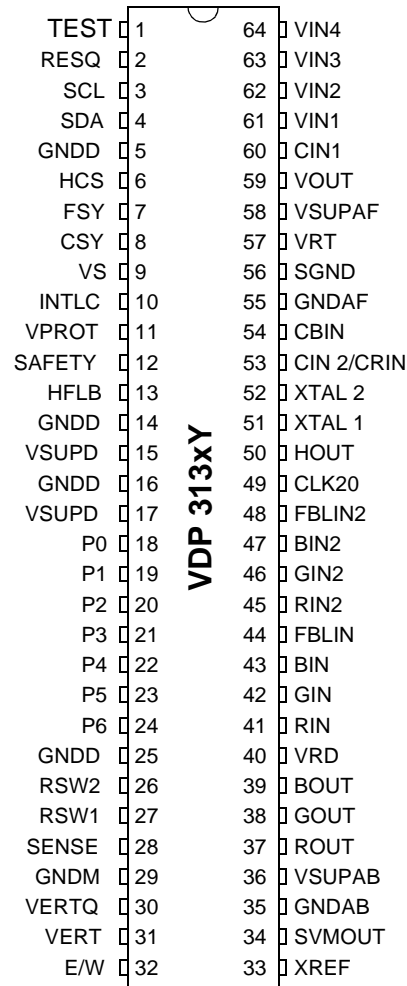 TEST 1 64 VIN4
RESQ 2 63 VIN3
SCL 3 62 VIN2
SDA 4 61 VIN1
GNDD 5 60 CIN1
HCS 6 59 VOUT
FSY 7 58 VSUPAF
CSY 8 57 VRT
VS 9 56 SGND
INTLC 10 55 GNDAF
VPROT 11 54 CBIN
SAFETY 12 53 CIN 2/CRIN
HFLB 13 52 XTAL 2
GNDD 14 51 XTAL 1
VSUPD 15 50 HOUT
GNDD 16 49 CLK20
VSUPD 17 48 FBLIN2
P0 18 47 BIN2
P1 19 46 GIN2
P2 20 45 RIN2
P3 21 44 FBLIN
P4 22 43 BIN
P5 23 42 GIN
P6 24 41 RIN
GNDD 25 40 VRD
RSW2 26 39 BOUT
RSW1 27 38 GOUT
SENSE 28 37 ROUT
GNDM 29 36 VSUPAB
VERTQ 30 35 GNDAB
VERT 31 34 SVMOUT
E/W 32 33 XREF
VDP 313xY